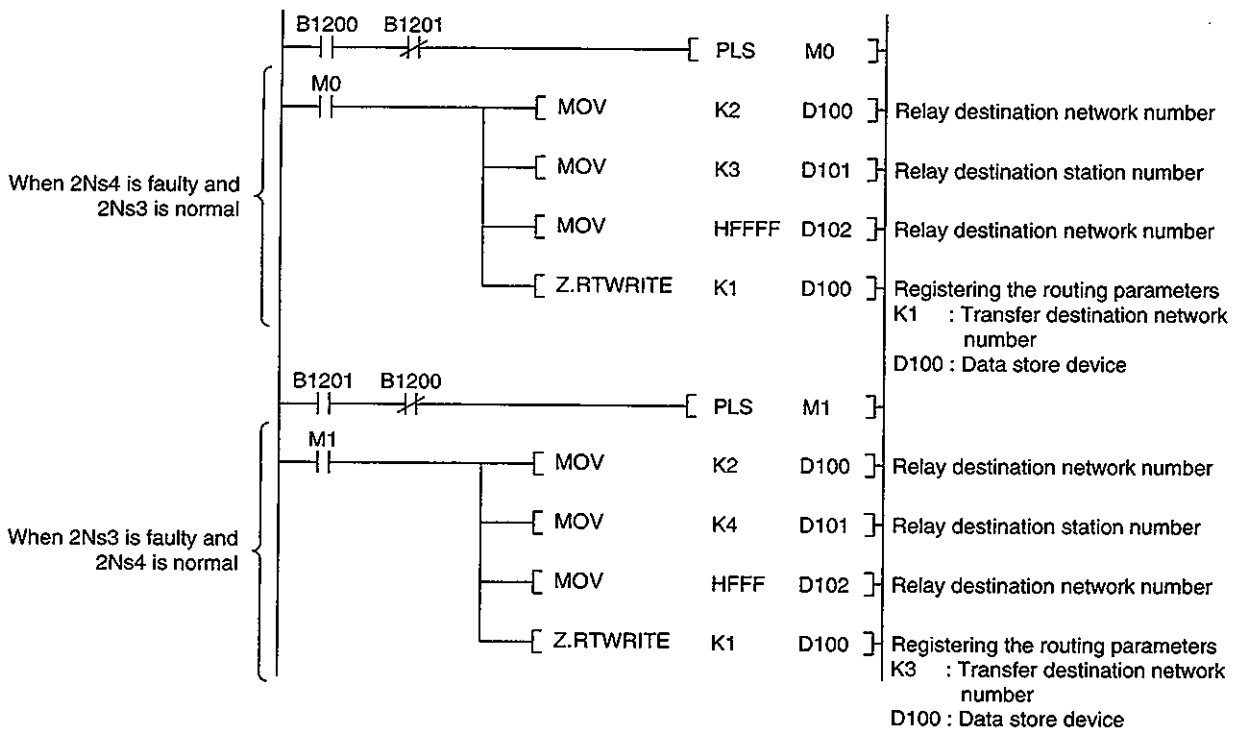 B1200 B1201
PLS M0
M0
MOV K2 D100 Relay destination network number
MOV K3 D101 Relay destination station number
When 2Ns4 is faulty and
2Ns3 is normal
MOV HFFFF D102 Relay destination network number
Z.RTWRITE K1 D100 Registering the routing parameters
K1 : Transfer destination network
number
D100 : Data store device
B1201 B1200
PLS M1
M1
MOV K2 D100 Relay destination network number
MOV K4 D101 Relay destination station number
When 2Ns3 is faulty and
2Ns4 is normal
MOV HFFF D102 Relay destination network number
Z.RTWRITE K1 D100 Registering the routing parameters
K3 : Transfer destination network
number
D100 : Data store device